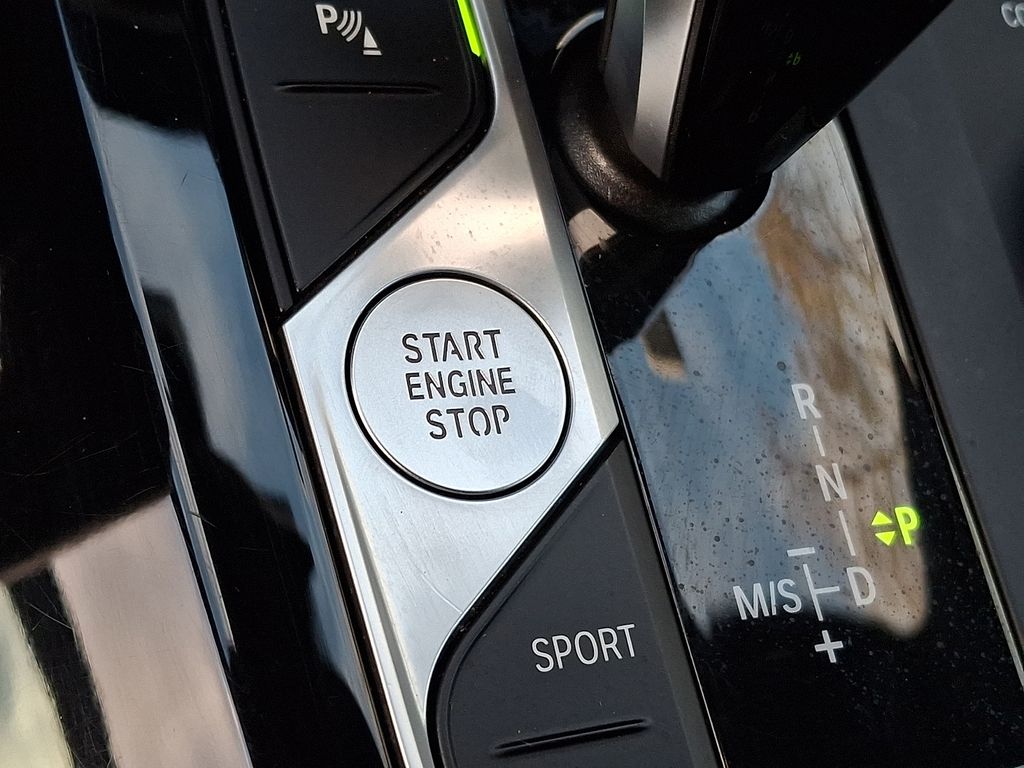 P
START
ENGINE
STOP
R
N
P
M/S D
+
SPORT